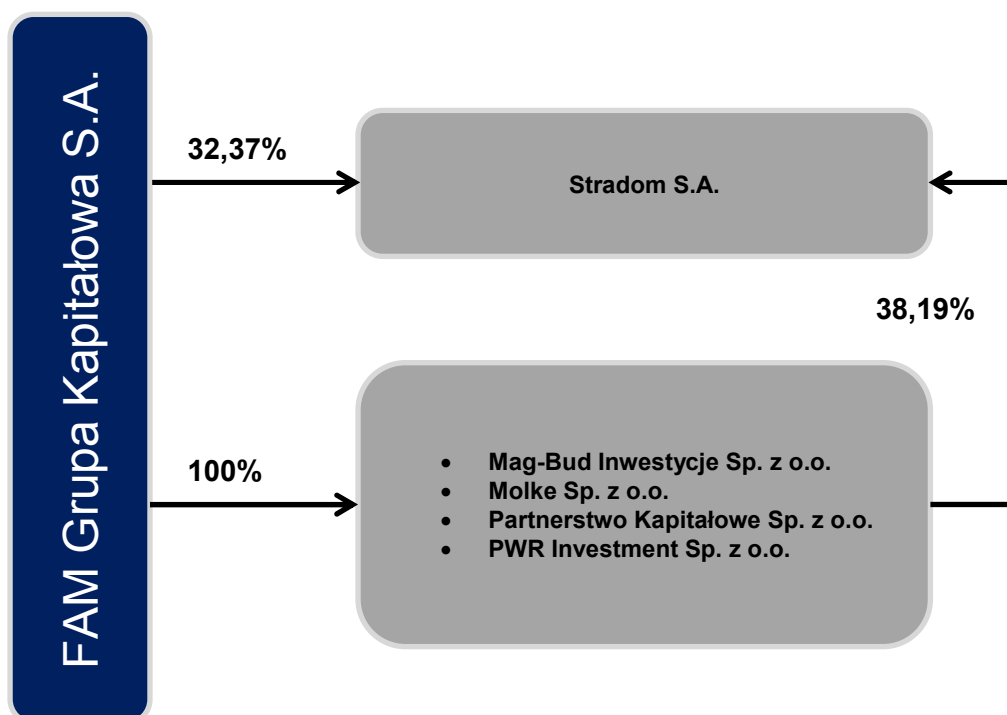 FAM Grupa Kapitałowa S.A.
32,37%
Stradom S.A.
38,19%
100%
• Mag-Bud Inwestycje Sp. z o.o.
• Molke Sp. z o.o.
• Partnerstwo Kapitałowe Sp. z o.o.
• PWR Investment Sp. z o.o.